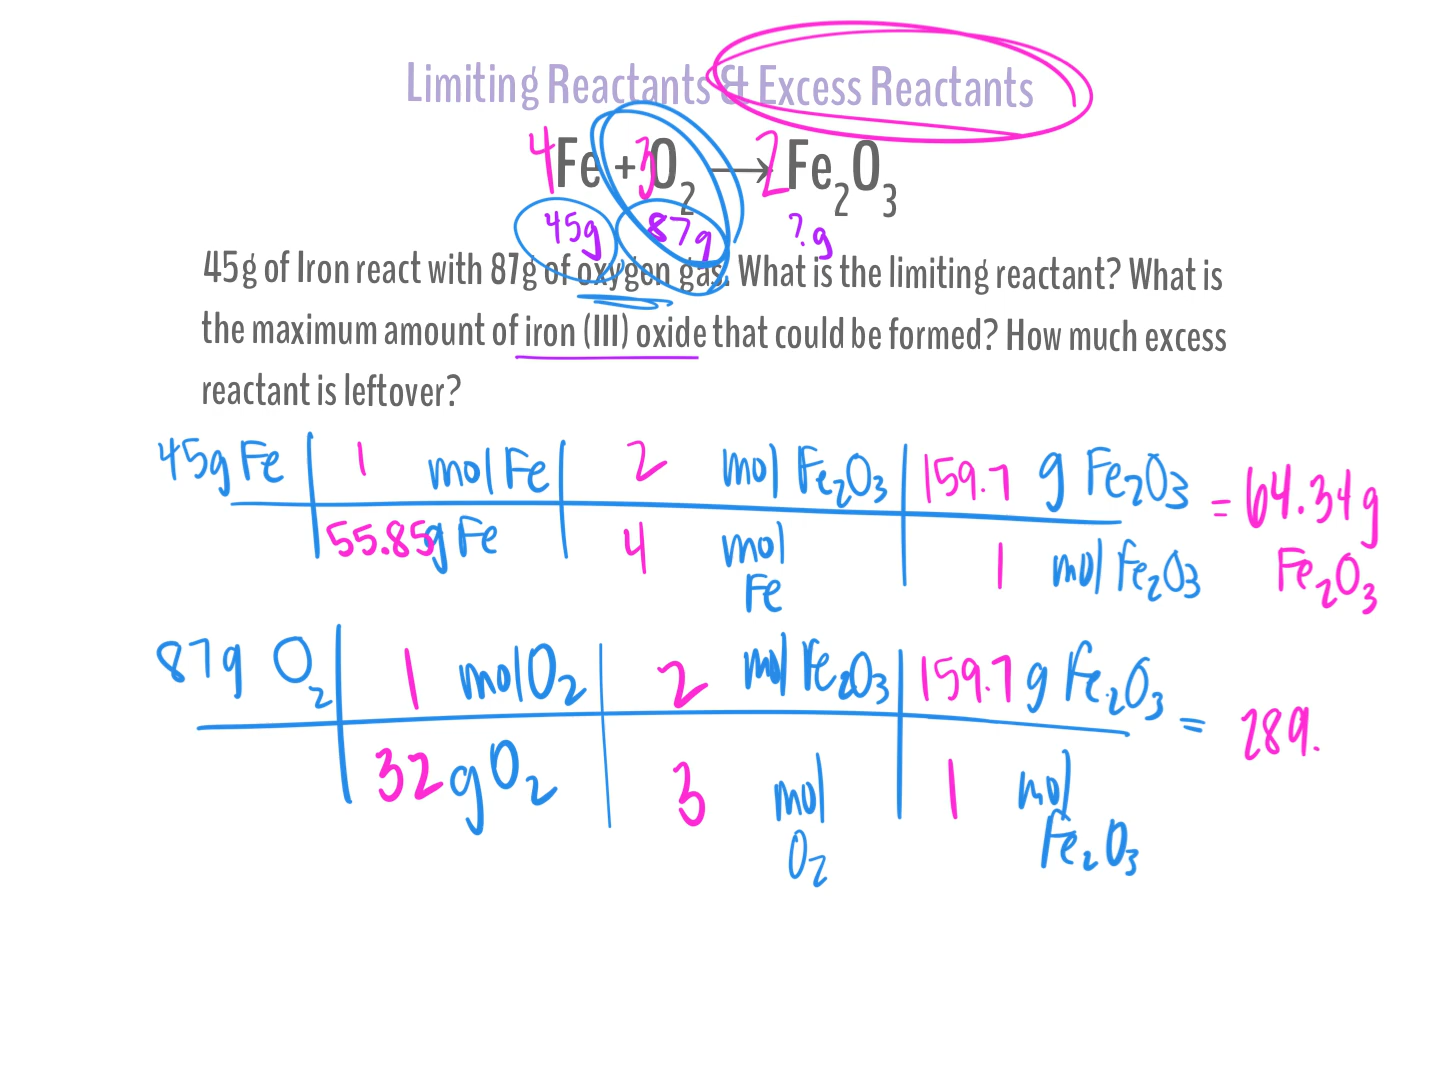 Limiting Reactants & Excess Reactants
4Fe + 3O2 → 2Fe2O3
45g 87g ?g
45g of Iron react with 87g of oxygen gas. What is the limiting reactant? What is
the maximum amount of iron (III) oxide that could be formed? How much excess
reactant is leftover?
45g Fe | 1 mol Fe | 2 mol Fe2O3 | 159.7 g Fe2O3 = 64.34g
55.85g Fe | 4 mol | 1 mol Fe2O3 Fe2O3
Fe
87g O2 | 1 mol O2 | 2 mol Fe2O3 | 159.7 g Fe2O3 = 289.
32g O2 | 3 mol | 1 mol
O2 Fe2O3